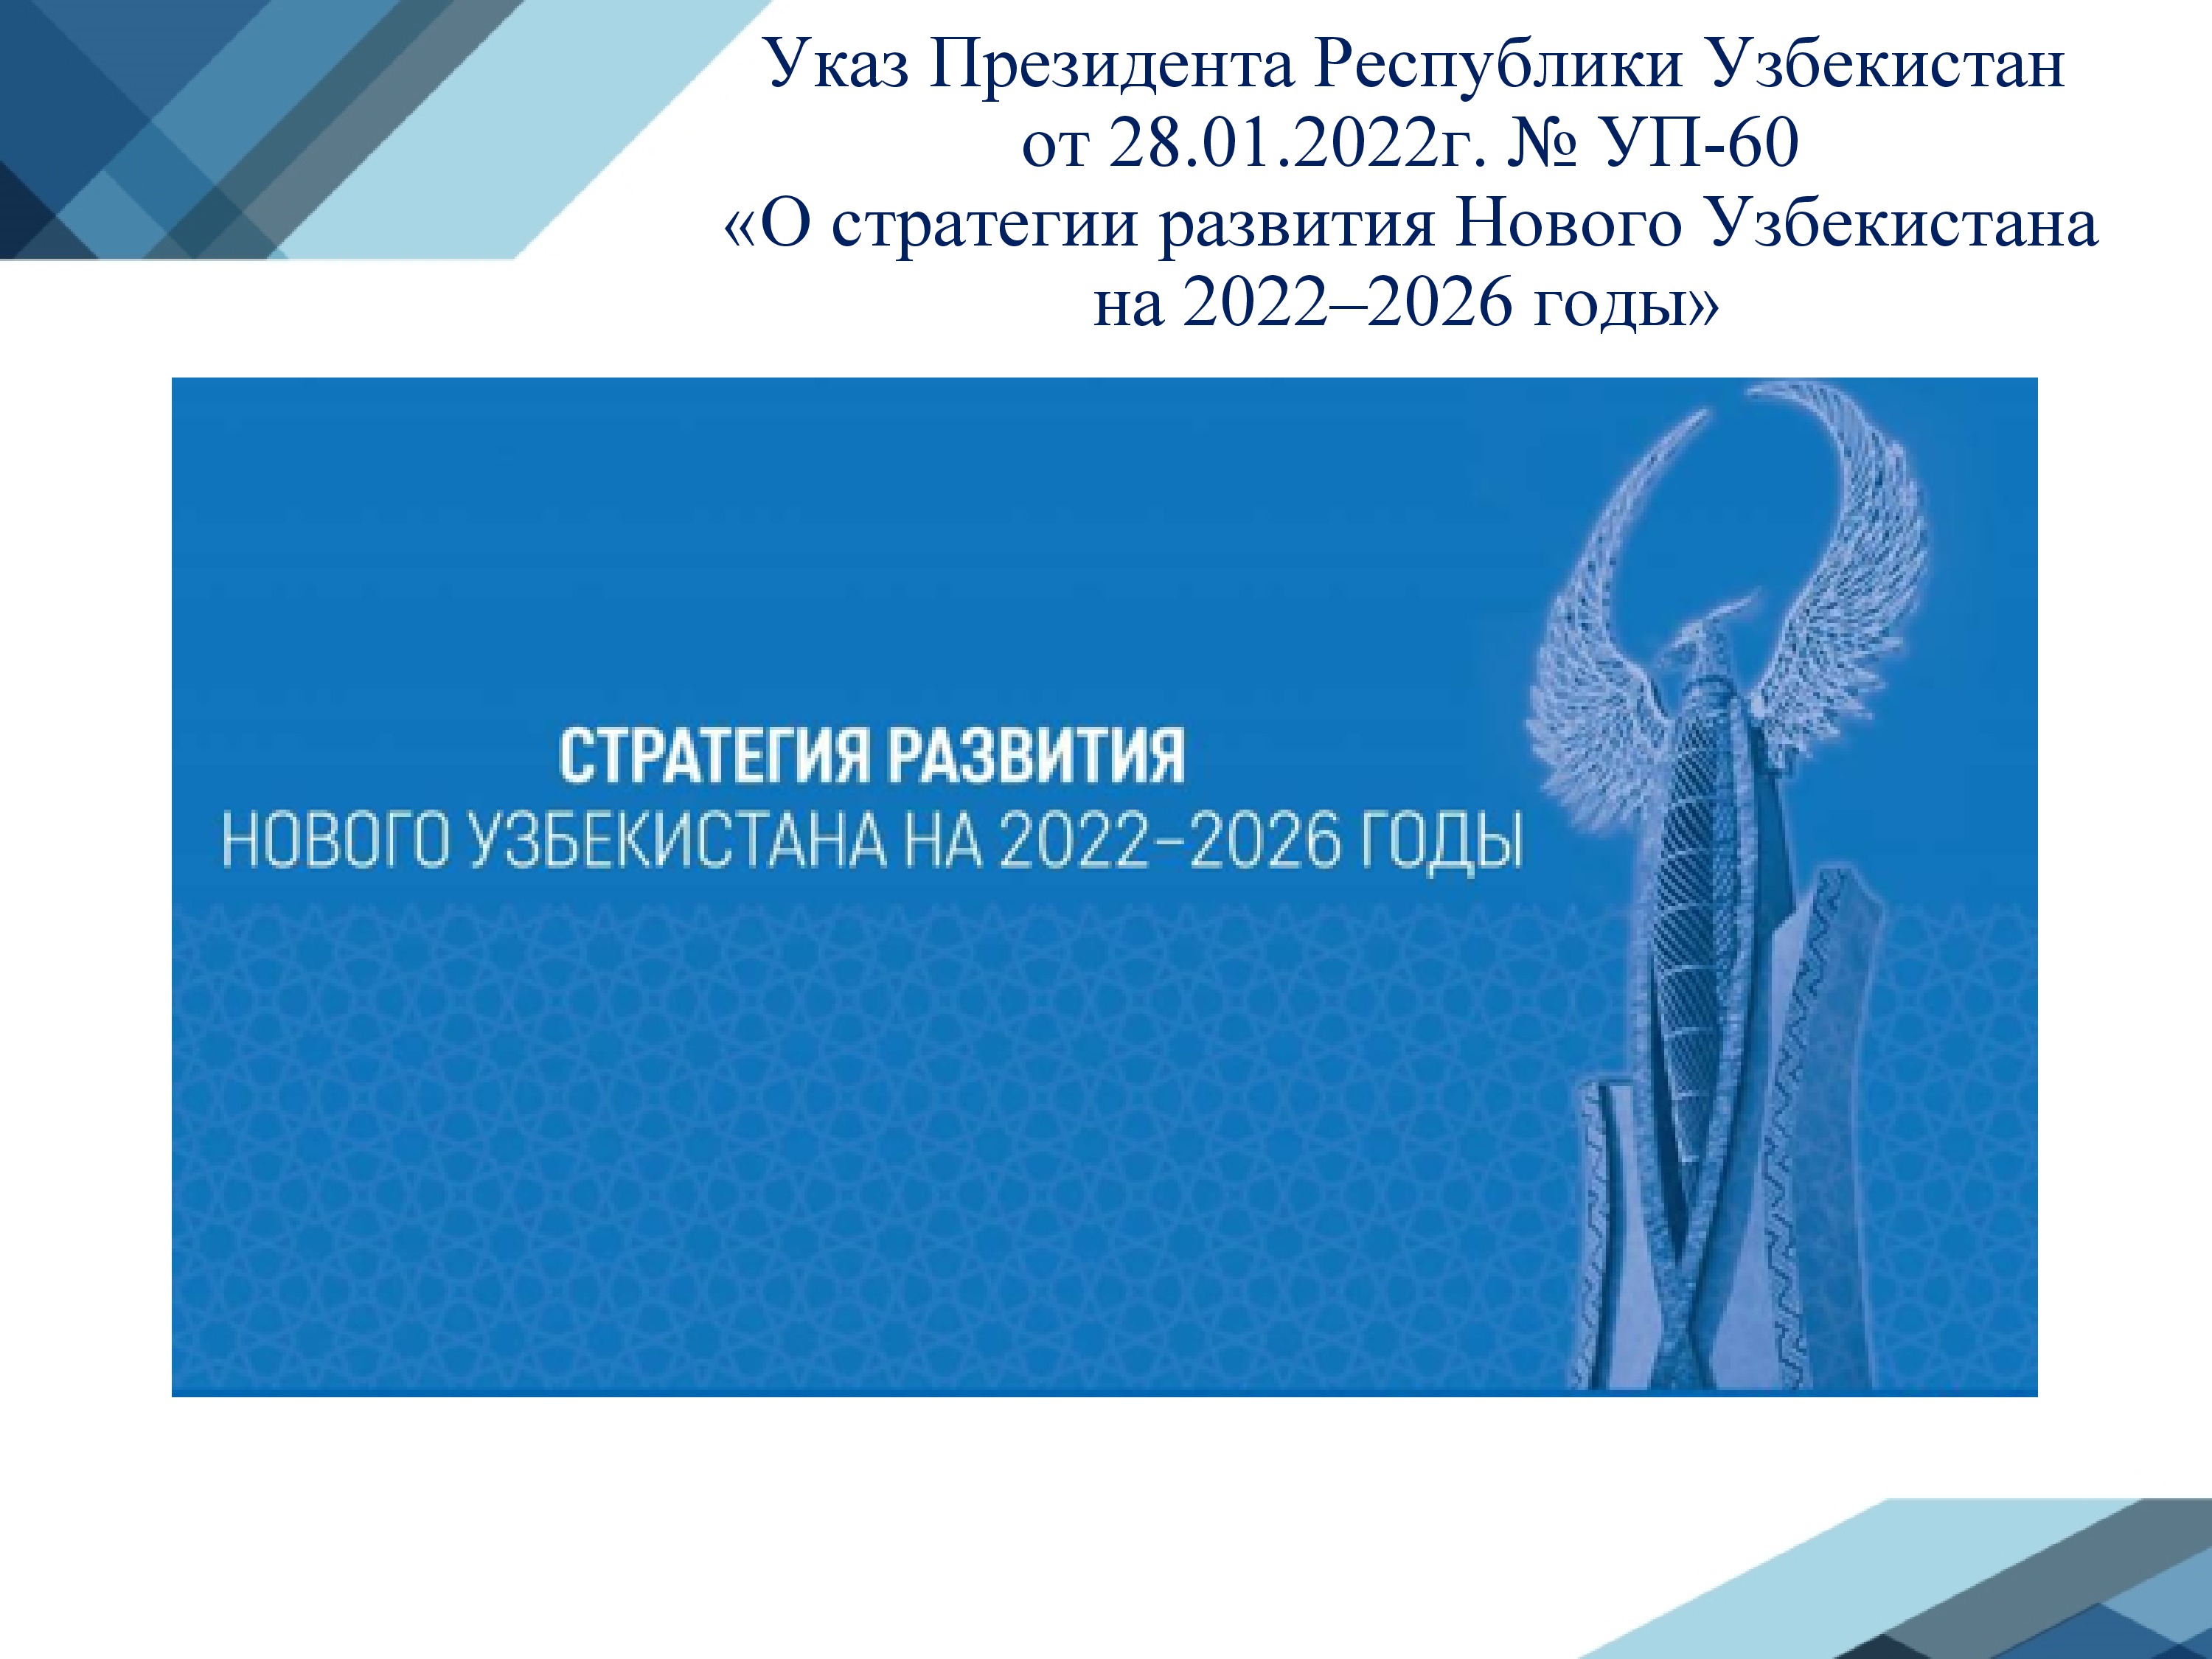 Указ Президента Республики Узбекистан
от 28.01.2022г. № УП-60
«О стратегии развития Нового Узбекистана
на 2022–2026 годы»
СТРАТЕГИЯ РАЗВИТИЯ
НОВОГО УЗБЕКИСТАНА НА 2022–2026 ГОДЫ